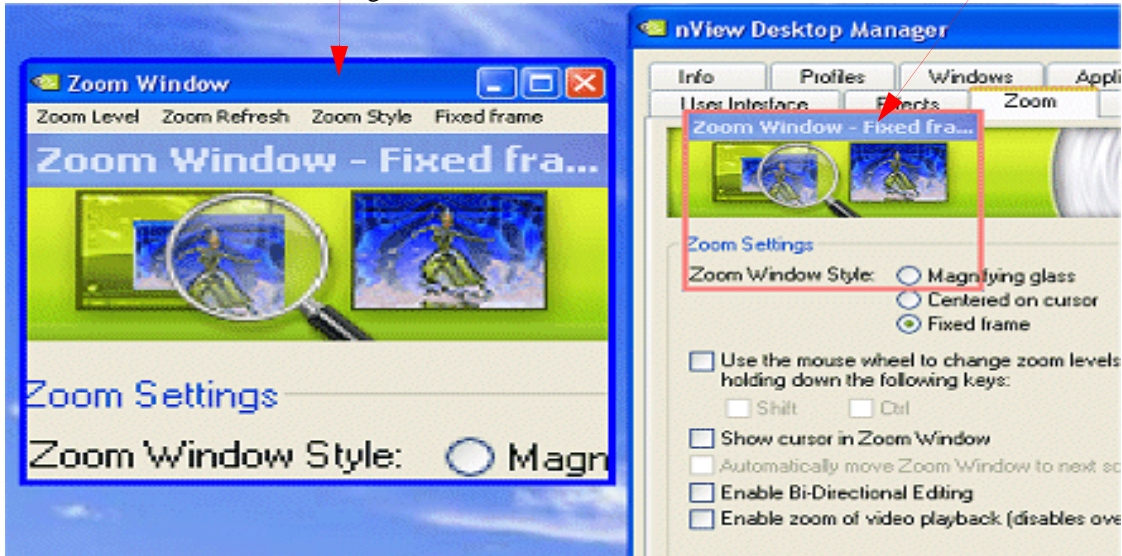 Zoom Window
Zoom Level Zoom Refresh Zoom Style Fixed frame
Zoom Window - Fixed fra...
Zoom Settings
Zoom Window Style: Magn
nView Desktop Manager
Info Profiles Windows Appli
User Interface Effects Zoom
Zoom Window - Fixed fra...
Zoom Settings
Zoom Window Style: Magnifying glass
Centered on cursor
Fixed frame
Use the mouse wheel to change zoom levels
holding down the following keys:
Shift Ctrl
Show cursor in Zoom Window
Automatically move Zoom Window to next sc
Enable Bi-Directional Editing
Enable zoom of video playback (disables ove